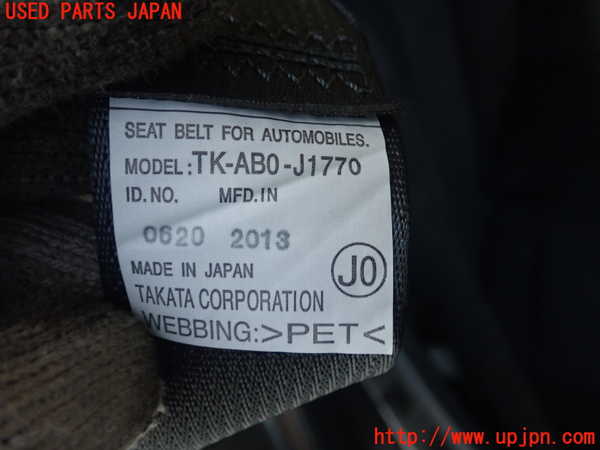 USED PARTS JAPAN
SEAT BELT FOR AUTOMOBILES.
MODEL: TK-AB0-J1770
ID.NO. MFD.IN
0620 2013
MADE IN JAPAN
J0
TAKATA CORPORATION
WEBBING:>PET<
http://www.upjpn.com/